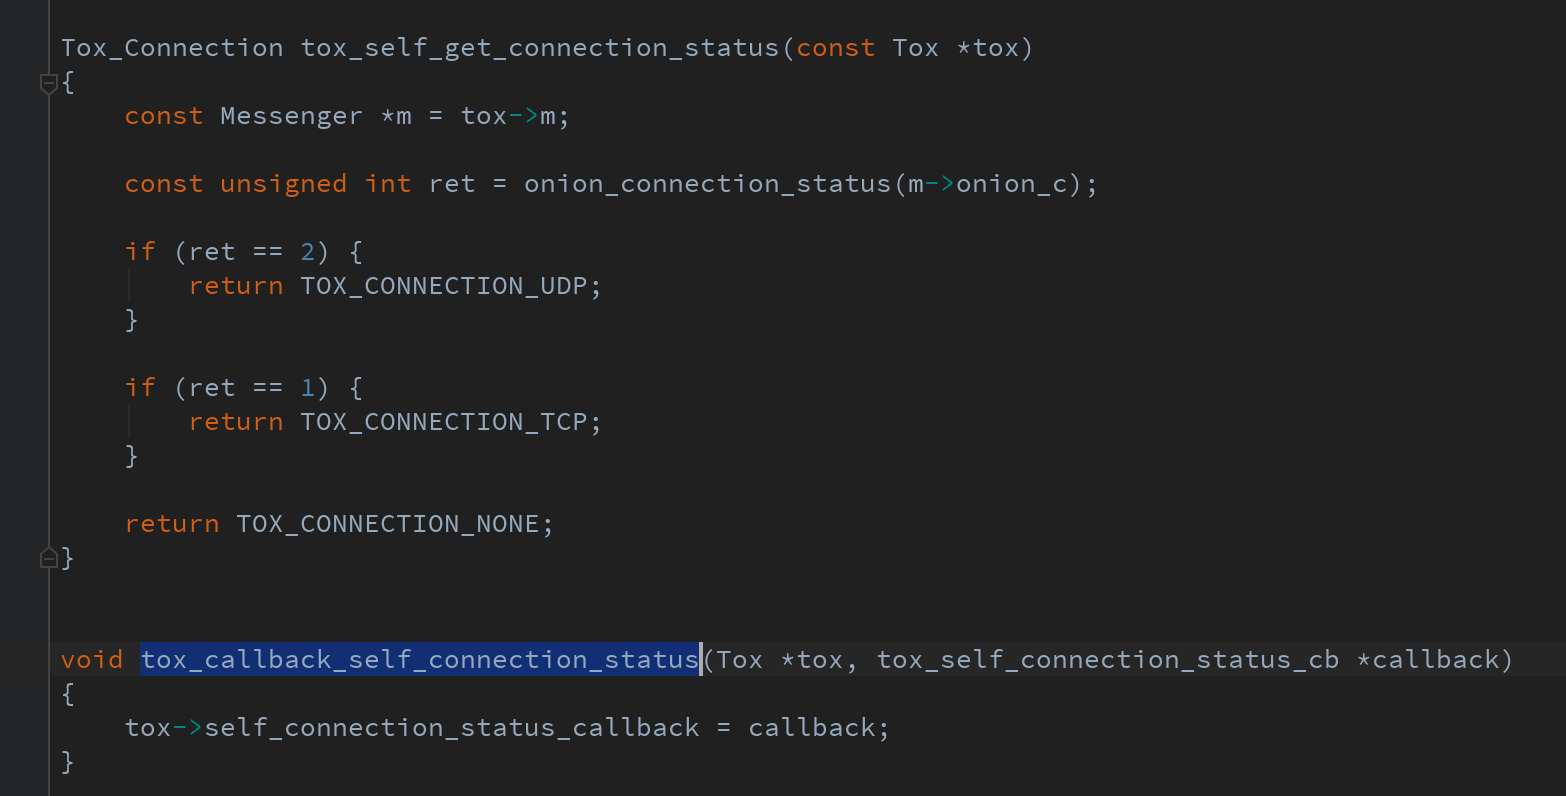 Tox_Connection tox_self_get_connection_status(const Tox *tox)
{
    const Messenger *m = tox->m;

    const unsigned int ret = onion_connection_status(m->onion_c);

    if (ret == 2) {
        return TOX_CONNECTION_UDP;
    }

    if (ret == 1) {
        return TOX_CONNECTION_TCP;
    }

    return TOX_CONNECTION_NONE;
}


void tox_callback_self_connection_status(Tox *tox, tox_self_connection_status_cb *callback)
{
    tox->self_connection_status_callback = callback;
}